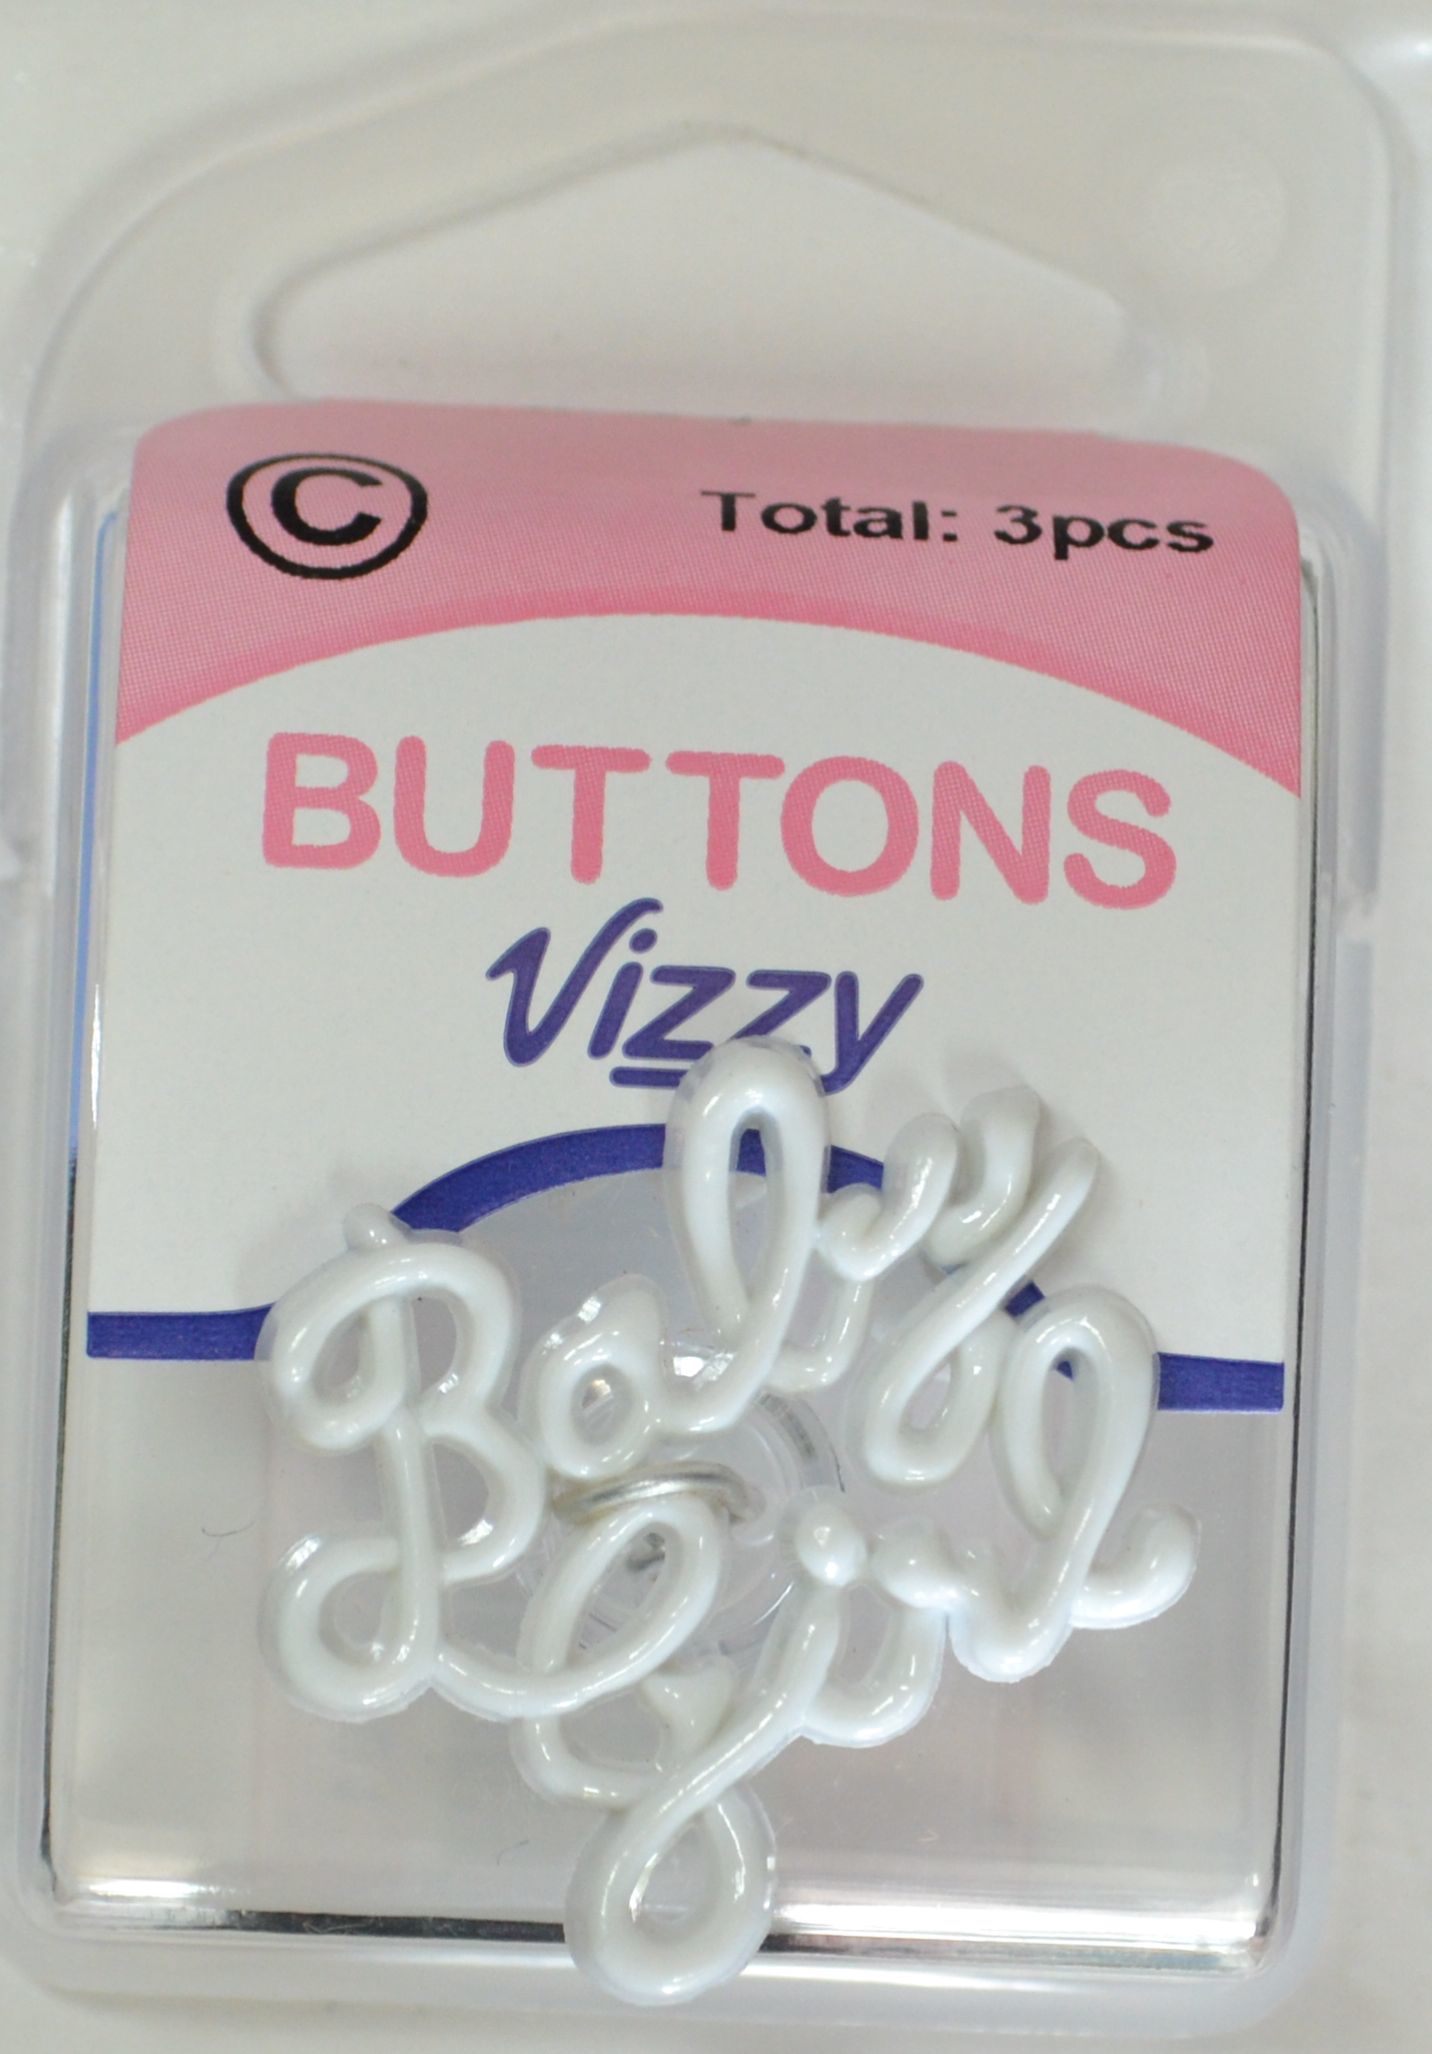 © Total: 3pcs
BUTTONS
Vizzy
Baby
Girl